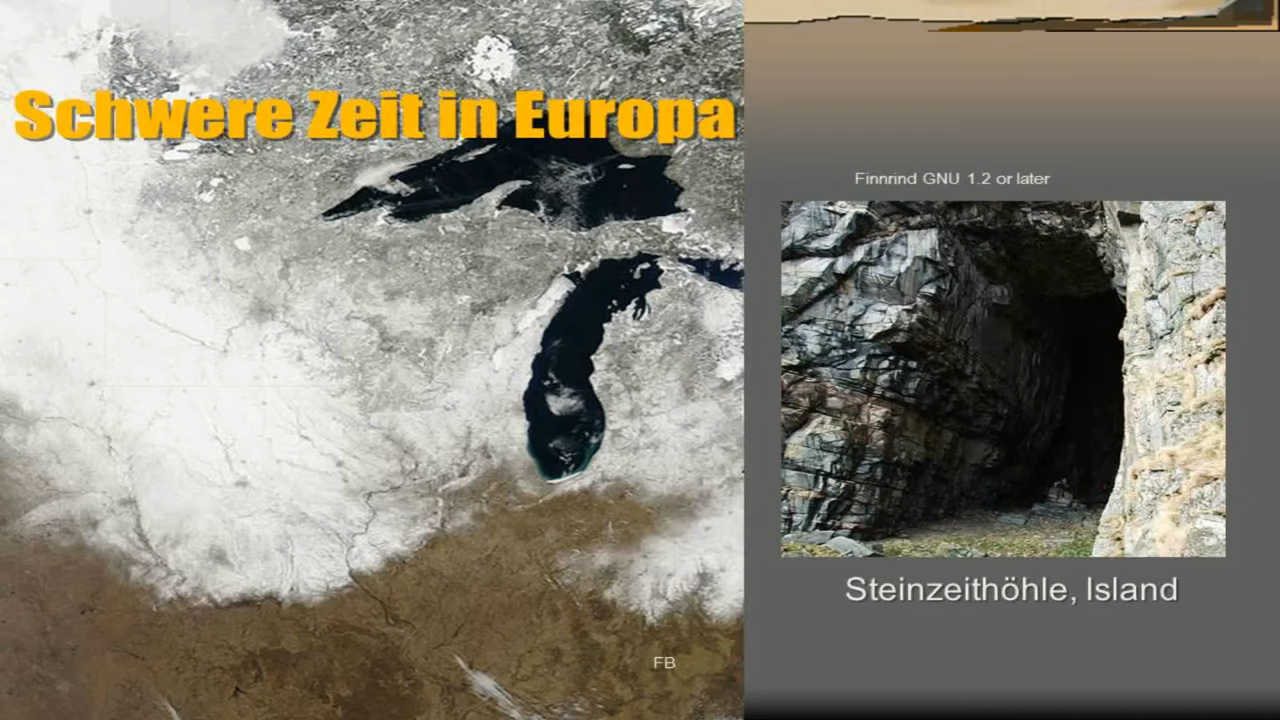 Schwere Zeit in Europa
Finnrind GNU 1.2 or later
Steinzeithöhle, Island
FB